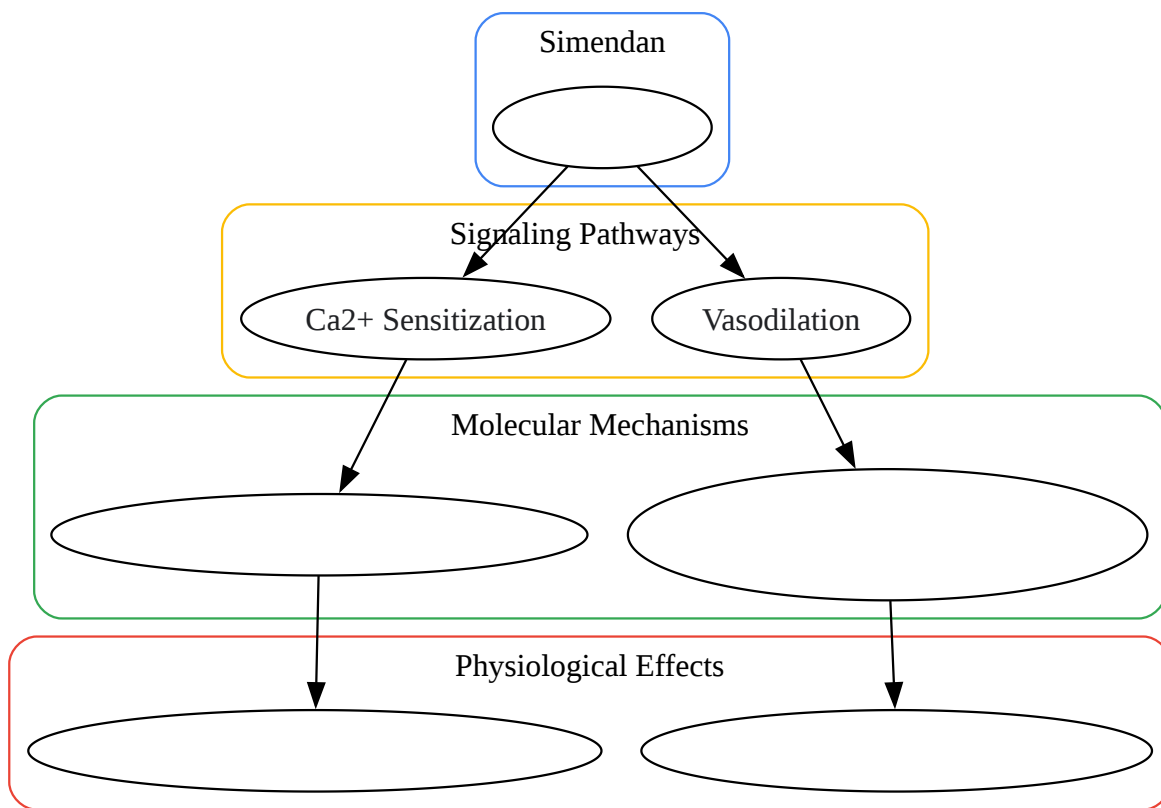 Simendan
Signaling Pathways
Ca2+ Sensitization
Vasodilation
Molecular Mechanisms
Physiological Effects